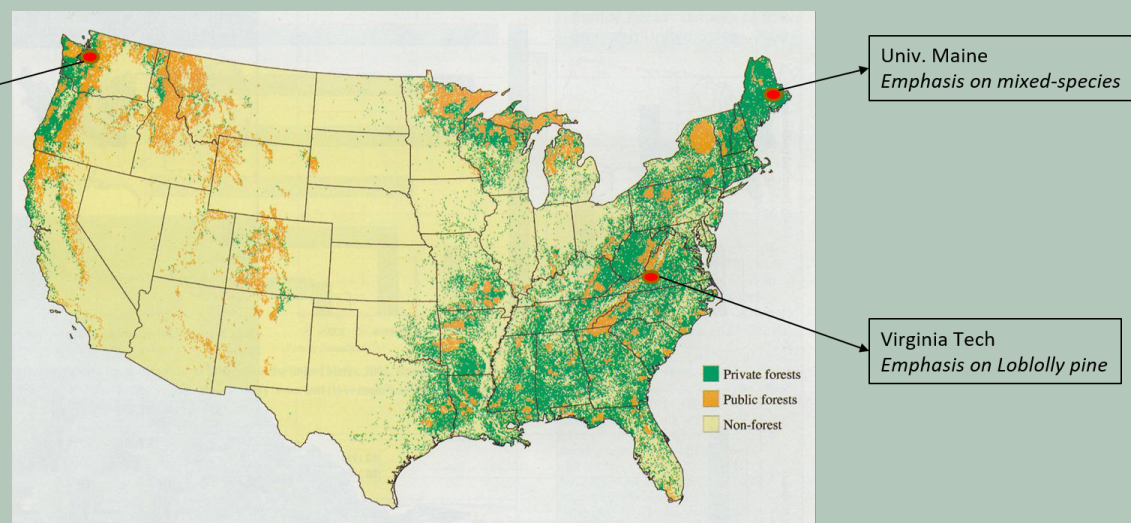 Univ. Maine
Emphasis on mixed-species
Virginia Tech
Emphasis on Loblolly pine
Private forests
Public forests
Non-forest